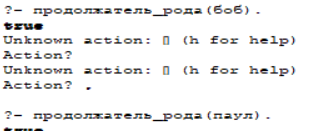 ?- продолжатель_рода(боб).
true
Unknown action: ▯ (h for help)
Action?
Unknown action: ▯ (h for help)
Action? .
?- продолжатель_рода(паул).
true